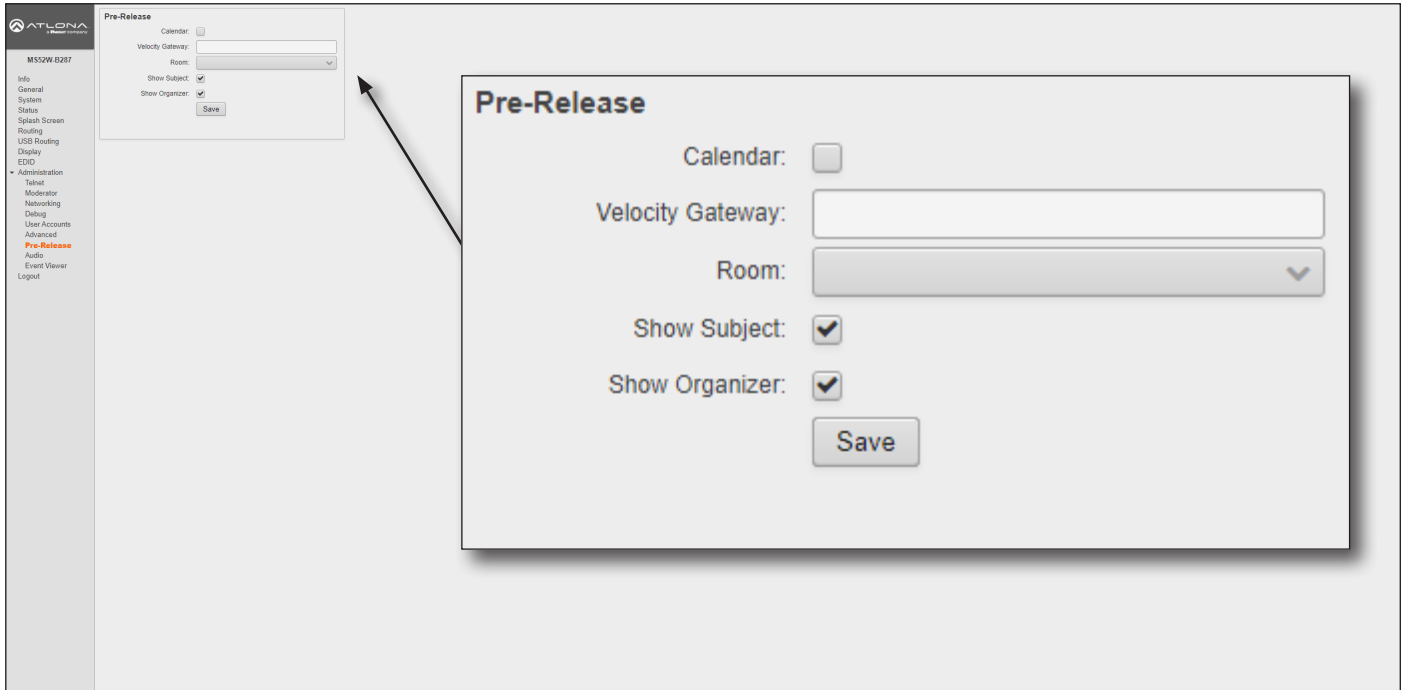 ATLONA
a Panduit company
MS52W-B287
Info
General
System
Status
Splash Screen
Routing
USB Routing
Display
EDID
Administration
Telnet
Moderator
Networking
Debug
User Accounts
Advanced
Pre-Release
Audio
Event Viewer
Logout
Pre-Release
Calendar:
Velocity Gateway:
Room:
Show Subject:
Show Organizer:
Save
Pre-Release
Calendar:
Velocity Gateway:
Room:
Show Subject:
Show Organizer:
Save